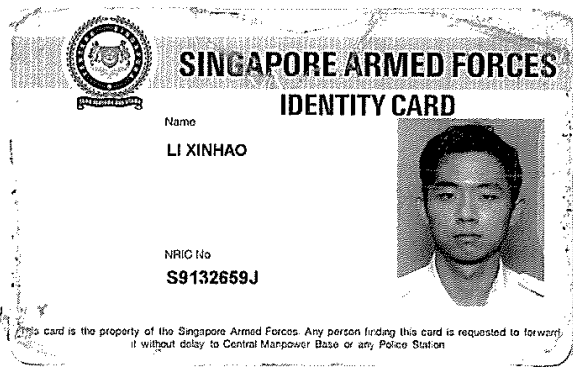 SINGAPORE ARMED FORCES
IDENTITY CARD
Name
LI XINHAO
NRIC No
S9132659J
This card is the property of the Singapore Armed Forces. Any person finding this card is requested to forward
it without delay to Central Manpower Base or any Police Station